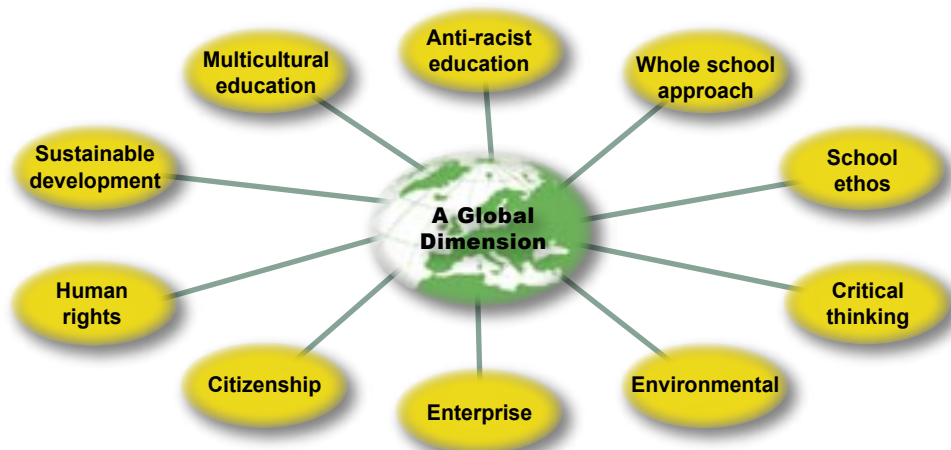 Anti-racist
education
Multicultural
education
Whole school
approach
Sustainable
development
School
ethos
A Global
Dimension
Human
rights
Critical
thinking
Citizenship
Environmental
Enterprise